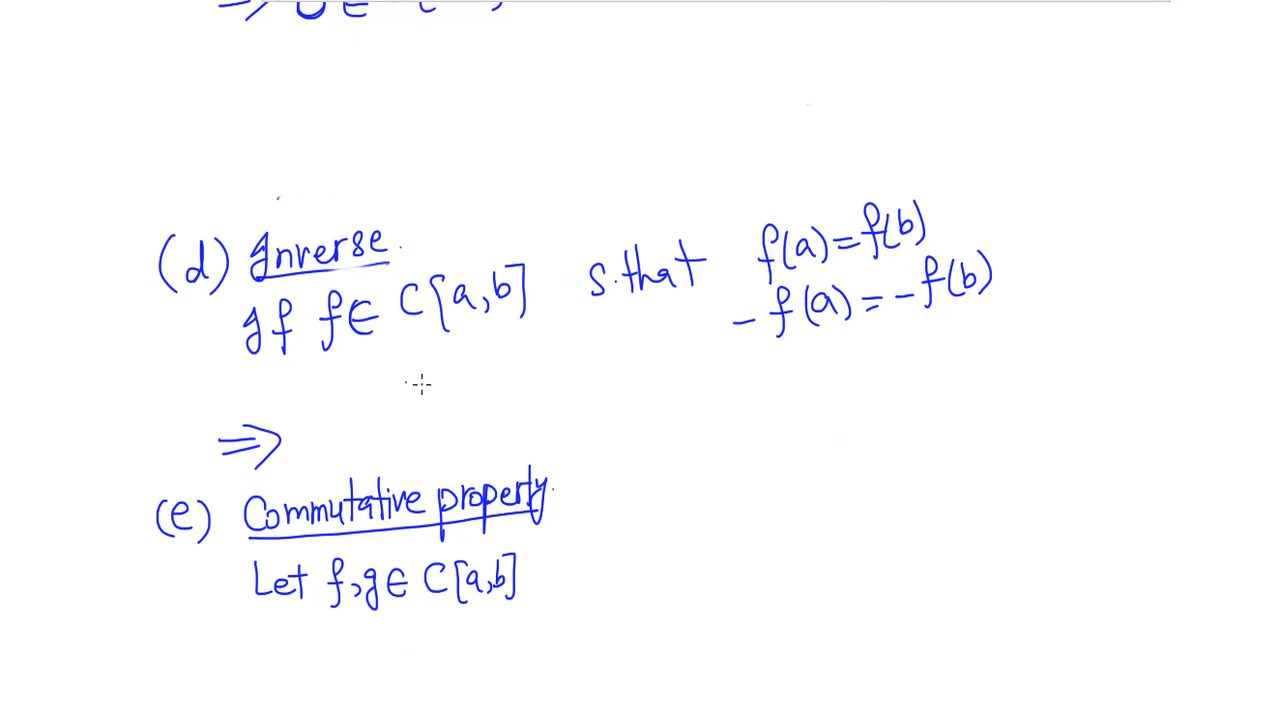 (d) Inverse.
If f ∈ C[a,b] s.that f(a) = f(b)
- f(a) = - f(b)
⇒
(e) Commutative property.
Let f, g ∈ C[a,b]